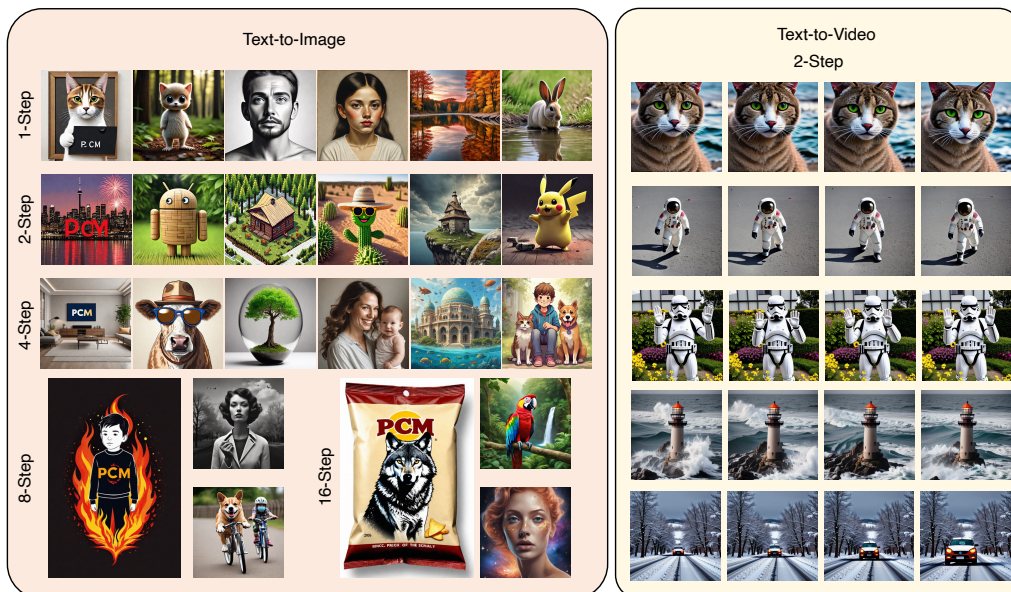 Text-to-Image
1-Step
P. CM
2-Step
PCM
4-Step
PCM
8-Step
PCM
16-Step
PCM
Text-to-Video
2-Step